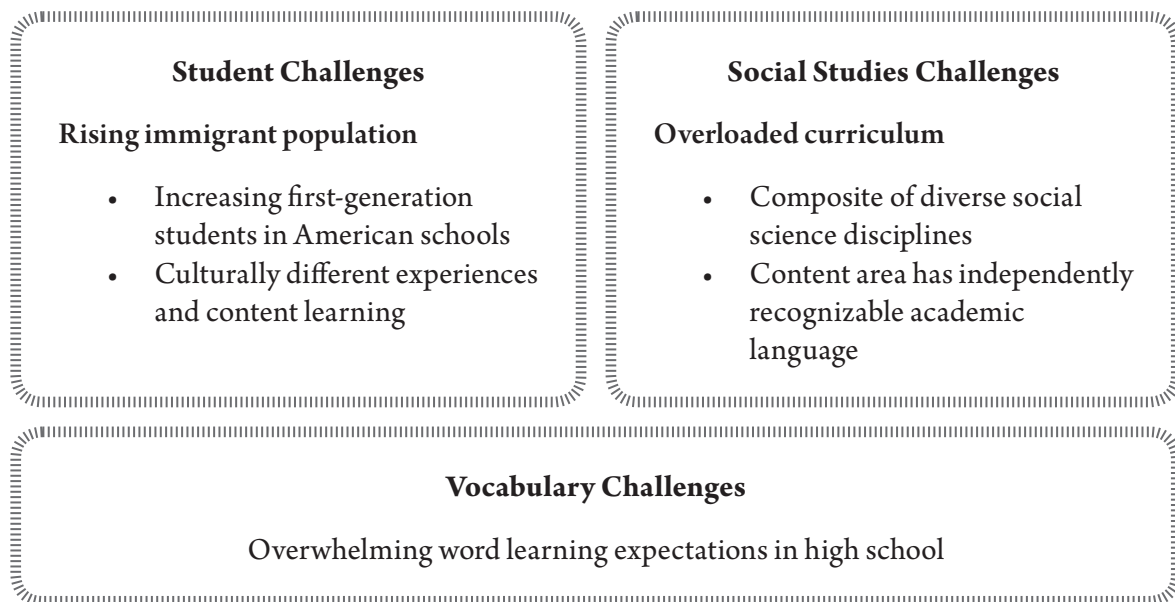 Student Challenges
Rising immigrant population
• Increasing first-generation
students in American schools
• Culturally different experiences
and content learning
Social Studies Challenges
Overloaded curriculum
• Composite of diverse social
science disciplines
• Content area has independently
recognizable academic
language
Vocabulary Challenges
Overwhelming word learning expectations in high school